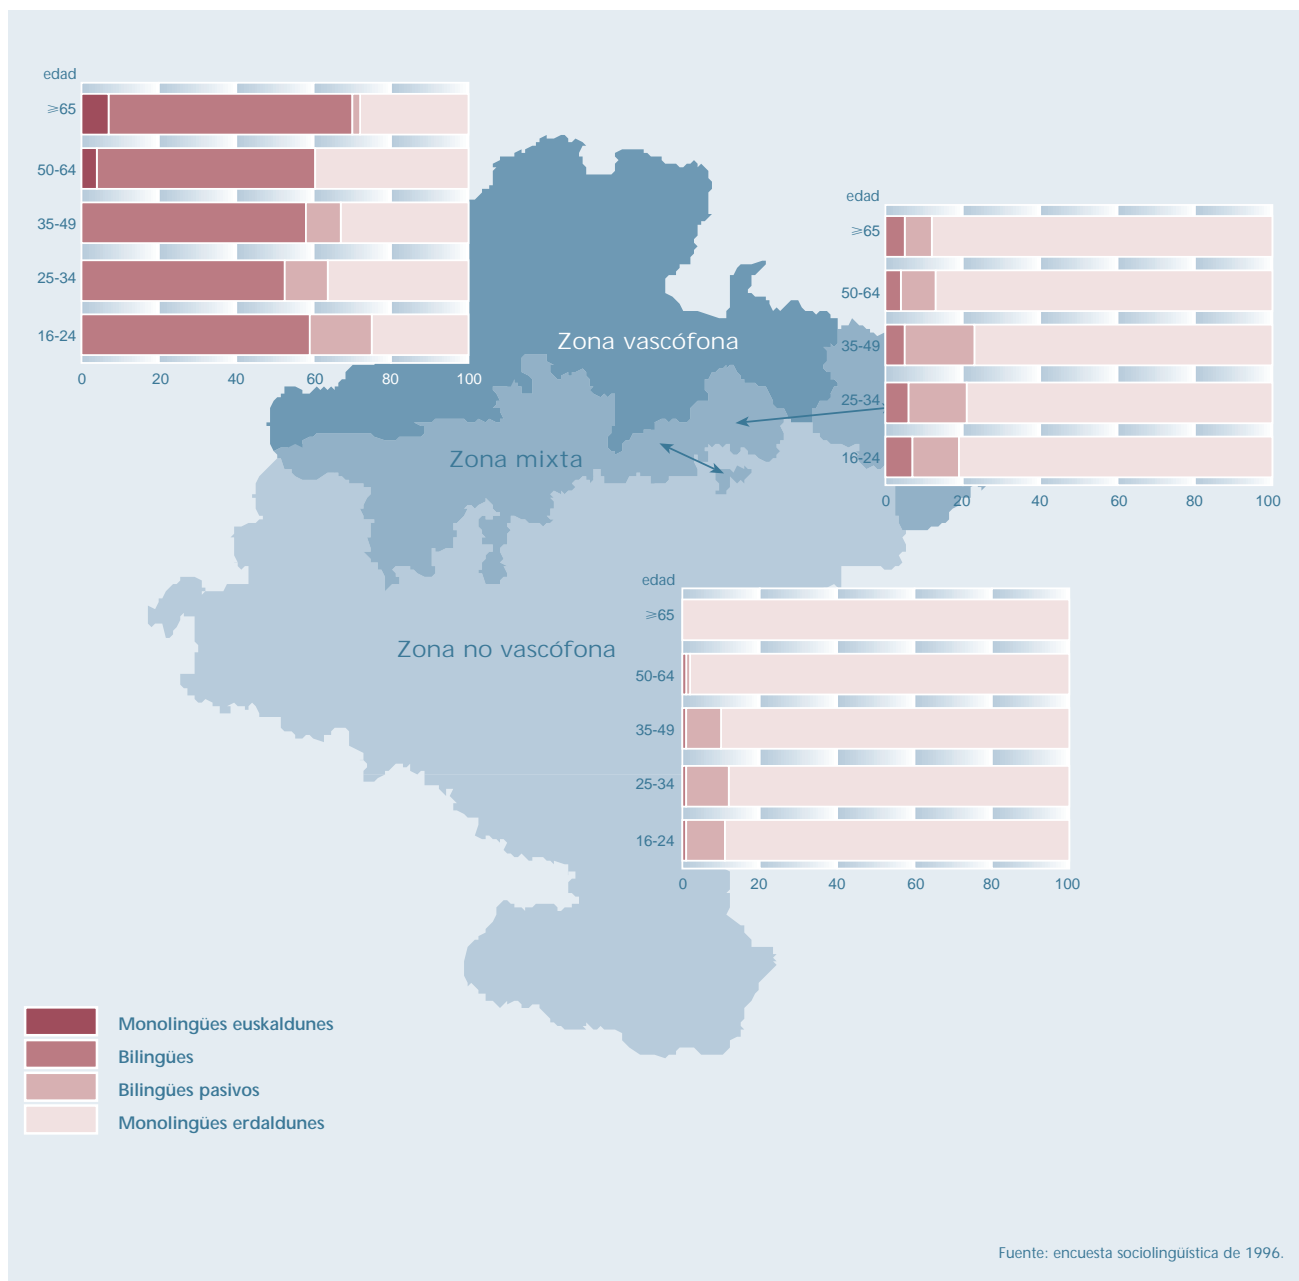 edad
≥65
50-64
35-49
25-34
16-24
0 20 40 60 80 100
edad
≥65
50-64
35-49
25-34
16-24
0 20 40 60 80 100
Zona vascófona
Zona mixta
Zona no vascófona
edad
≥65
50-64
35-49
25-34
16-24
0 20 40 60 80 100
Monolingües euskaldunes
Bilingües
Bilingües pasivos
Monolingües erdaldunes
Fuente: encuesta sociolingüística de 1996.